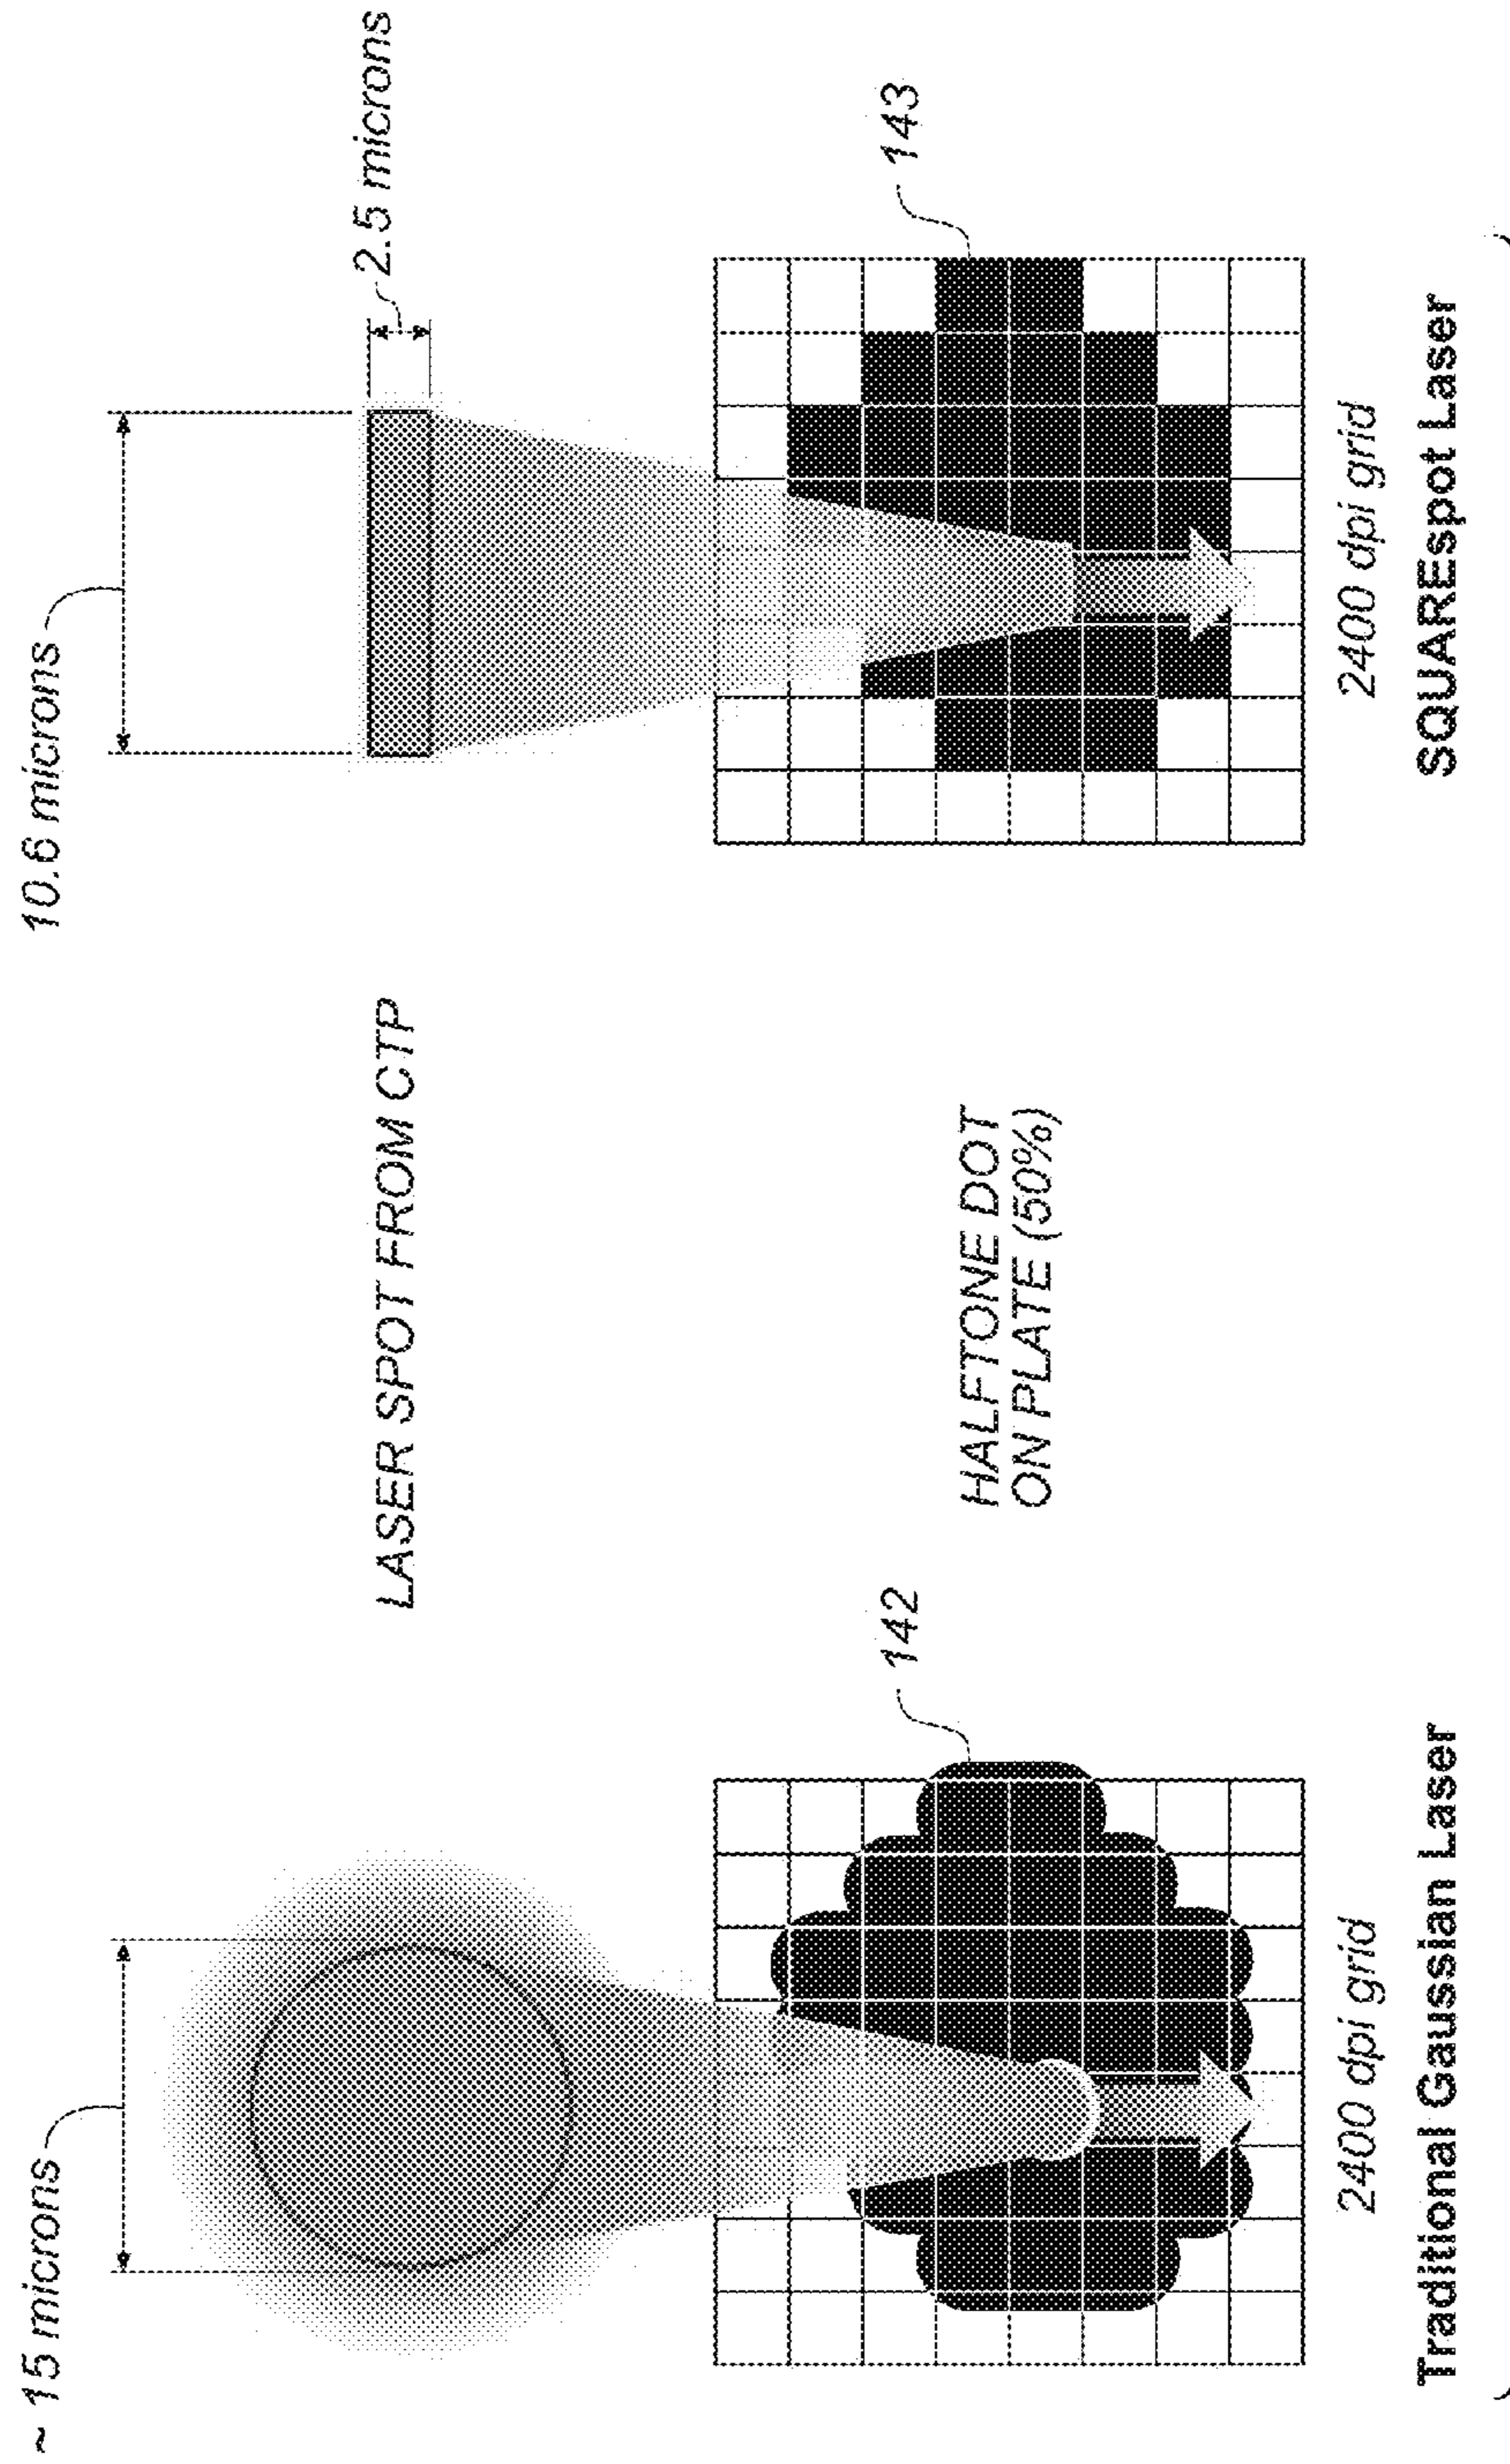 ~ 15 microns
10.6 microns
2.5 microns
LASER SPOT FROM CTP
142
143
HALFTONE DOT
ON PLATE (50%)
2400 dpi grid
2400 dpi grid
Traditional Gaussian Laser
SQUAREspot Laser